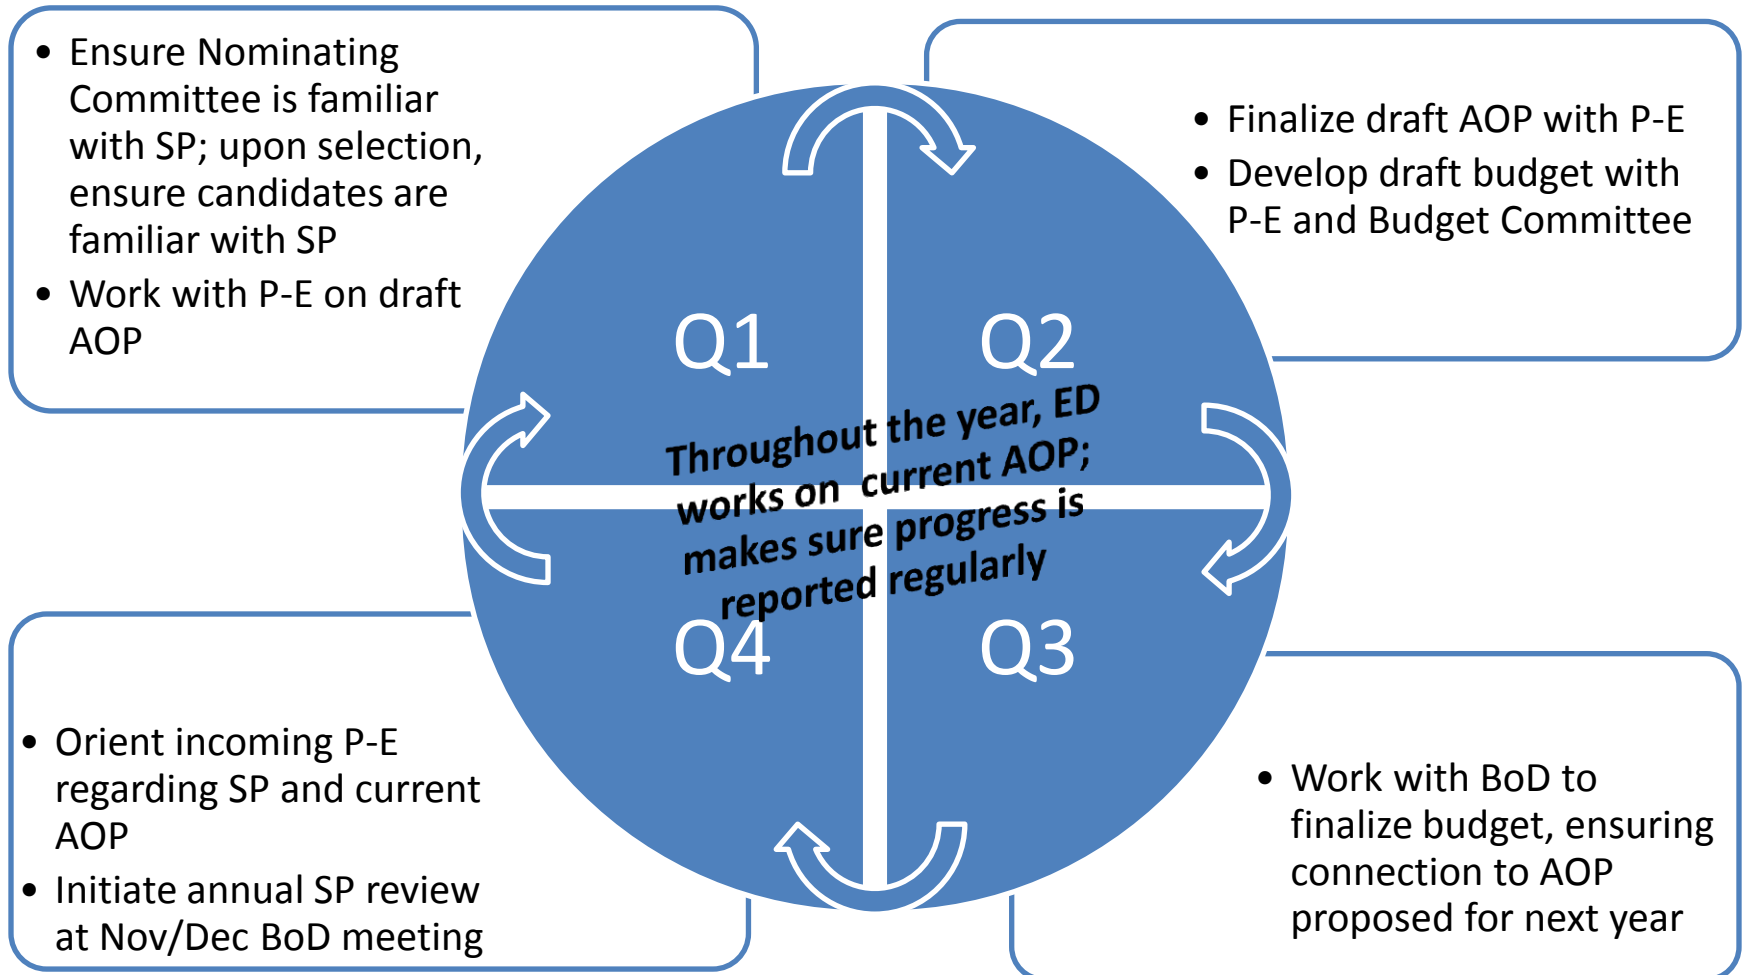 • Ensure Nominating
Committee is familiar
with SP; upon selection,
ensure candidates are
familiar with SP
• Work with P-E on draft
AOP
• Finalize draft AOP with P-E
• Develop draft budget with
P-E and Budget Committee
Q1
Q2
Throughout the year, ED
works on current AOP;
makes sure progress is
reported regularly
Q4
Q3
• Orient incoming P-E
regarding SP and current
AOP
• Initiate annual SP review
at Nov/Dec BoD meeting
• Work with BoD to
finalize budget, ensuring
connection to AOP
proposed for next year